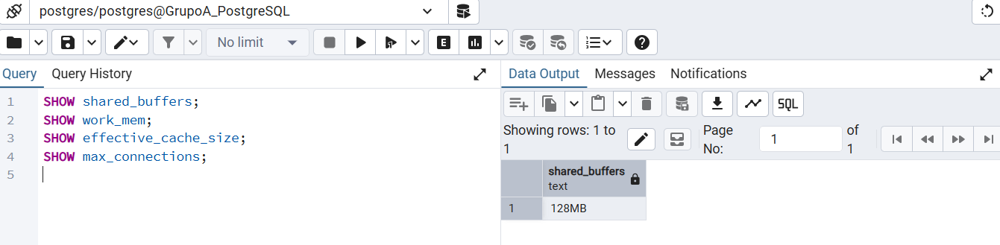 postgres/postgres@GrupoA_PostgreSQL
No limit
E
Query Query History
1 SHOW shared_buffers;
2 SHOW work_mem;
3 SHOW effective_cache_size;
4 SHOW max_connections;
5
Data Output Messages Notifications
SQL
Showing rows: 1 to
1
Page
No:
1
of
1
shared_buffers
text
1 128MB